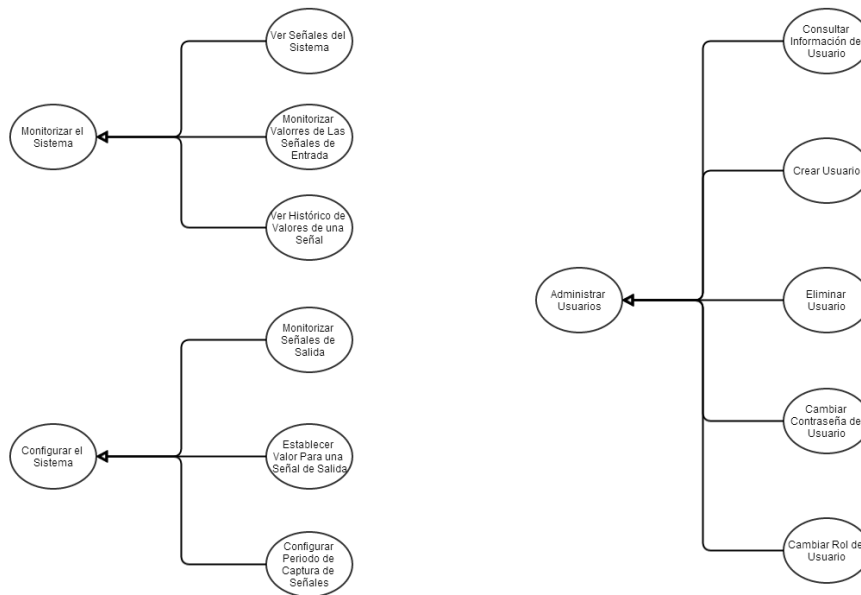 Ver Señales del
Sistema
Monitorizar el
Sistema
Monitorizar
Valorres de Las
Señales de
Entrada
Ver Histórico de
Valores de una
Señal
Monitorizar
Señales de
Salida
Configurar el
Sistema
Establecer
Valor Para una
Señal de Salida
Configurar
Periodo de
Captura de
Señales
Consultar
Información de
Usuario
Crear Usuario
Administrar
Usuarios
Eliminar
Usuario
Cambiar
Contraseña de
Usuario
Cambiar Rol de
Usuario